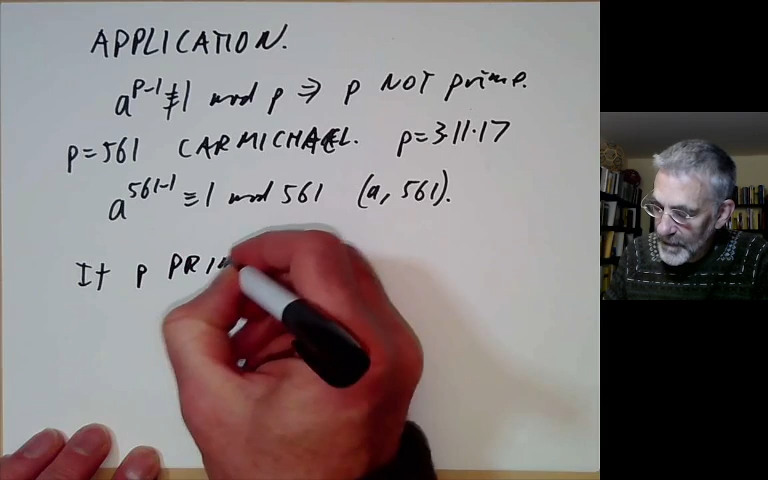 APPLICATION.
a^{p-1} ≢ 1 mod p ⇒ p NOT prime.
p=561 CARMICHAEL. p=3·11·17
a^{561-1} ≡ 1 mod 561 (a, 561).
If p PRI